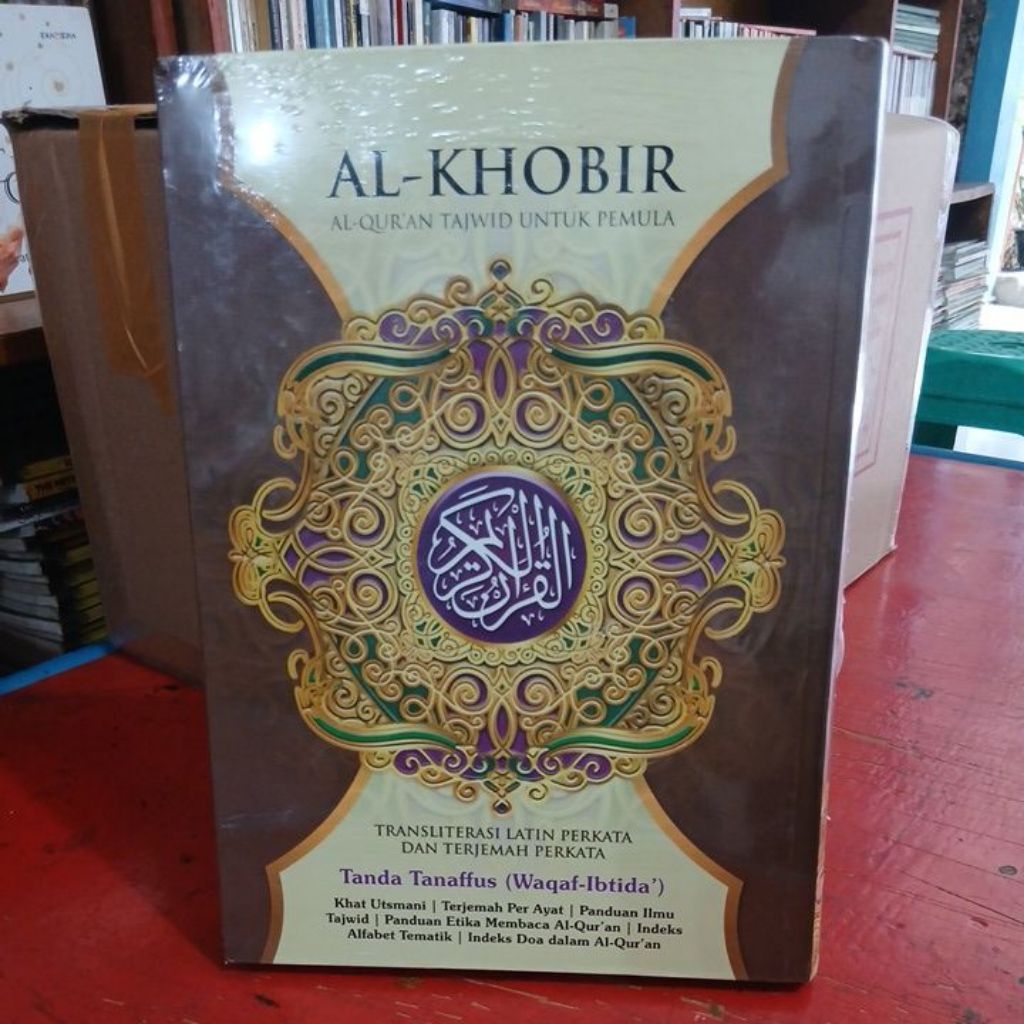 AL-KHOBIR
AL-QUR'AN TAJWID UNTUK PEMULA
القرآن الكريم
TRANSLITERASI LATIN PERKATA
DAN TERJEMAH PERKATA
Tanda Tanaffus (Waqaf-Ibtida')
Khat Utsmani | Terjemah Per Ayat | Panduan Ilmu
Tajwid | Panduan Etika Membaca Al-Qur'an | Indeks
Alfabet Tematik | Indeks Doa dalam Al-Qur'an